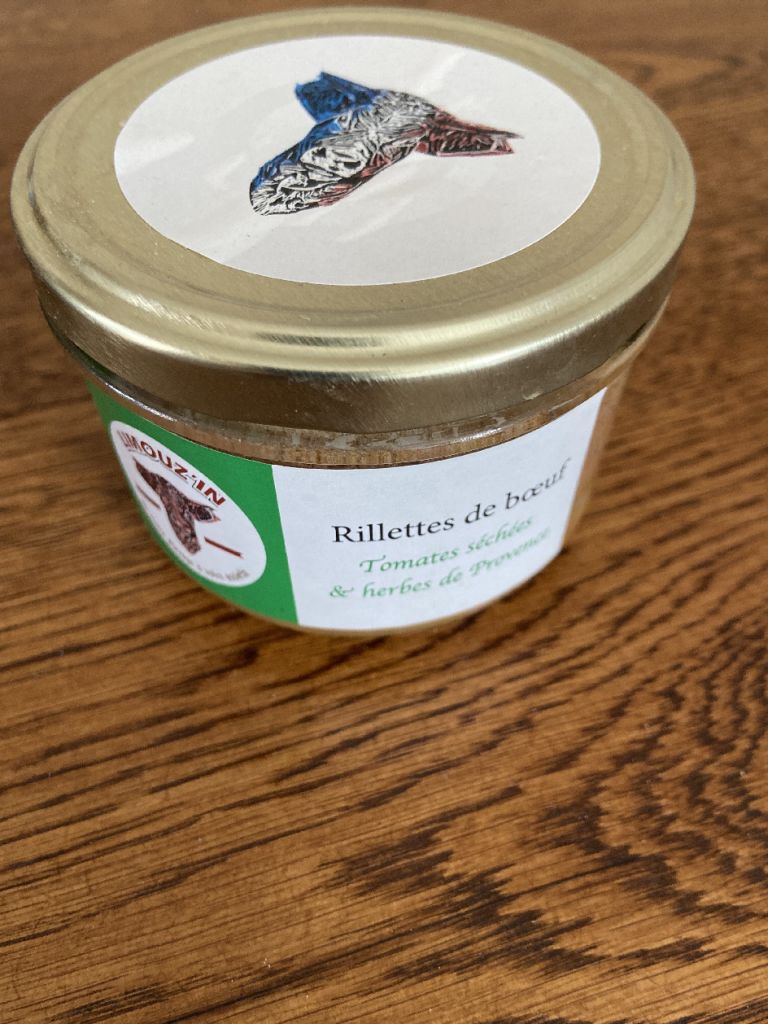 LIMOUZ-IN
Rillettes de bœuf
Tomates séchées
& herbes de Provence